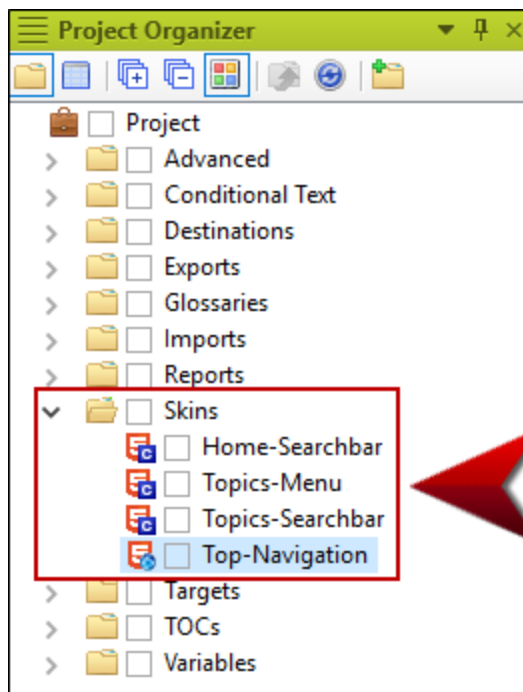 Project Organizer
Project
Advanced
Conditional Text
Destinations
Exports
Glossaries
Imports
Reports
Skins
C Home-Searchbar
C Topics-Menu
C Topics-Searchbar
Top-Navigation
Targets
TOCs
Variables